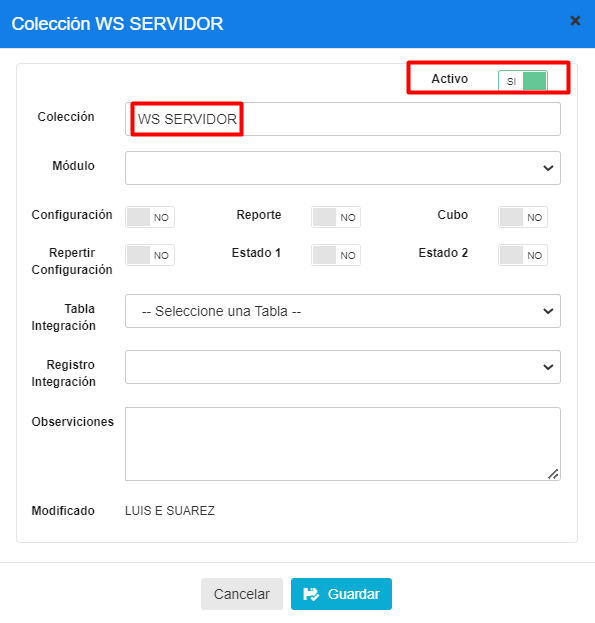 Colección WS SERVIDOR ×
Activo SI
Colección WS SERVIDOR
Módulo
Configuración NO Reporte NO Cubo NO
Repertir Configuración NO Estado 1 NO Estado 2 NO
Tabla Integración -- Seleccione una Tabla --
Registro Integración
Observiciones
Modificado LUIS E SUAREZ
Cancelar Guardar